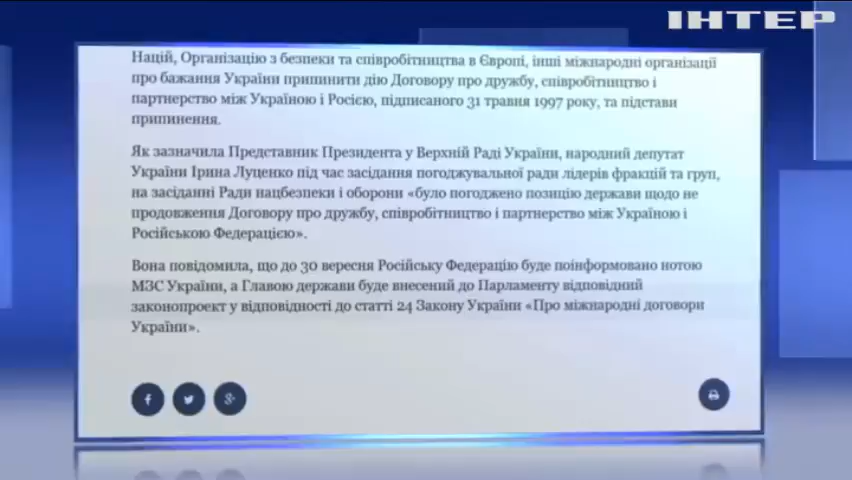 ІНТЕР
Націй, Організацію з безпеки та співробітництва в Європі, інші міжнародні організації
про бажання України припинити дію Договору про дружбу, співробітництво і
партнерство між Україною і Росією, підписаного 31 травня 1997 року, та підстави
припинення.
Як зазначила Представник Президента у Верхній Раді України, народний депутат
України Ірина Луценко під час засідання погоджувальної ради лідерів фракцій та груп,
на засіданні Ради нацбезпеки і оборони «було погоджено позицію держави щодо не
продовження Договору про дружбу, співробітництво і партнерство між Україною і
Російською Федерацією».
Вона повідомила, що до 30 вересня Російську Федерацію буде поінформовано нотою
МЗС України, а Главою держави буде внесений до Парламенту відповідний
законопроект у відповідності до статті 24 Закону України «Про міжнародні договори
України».